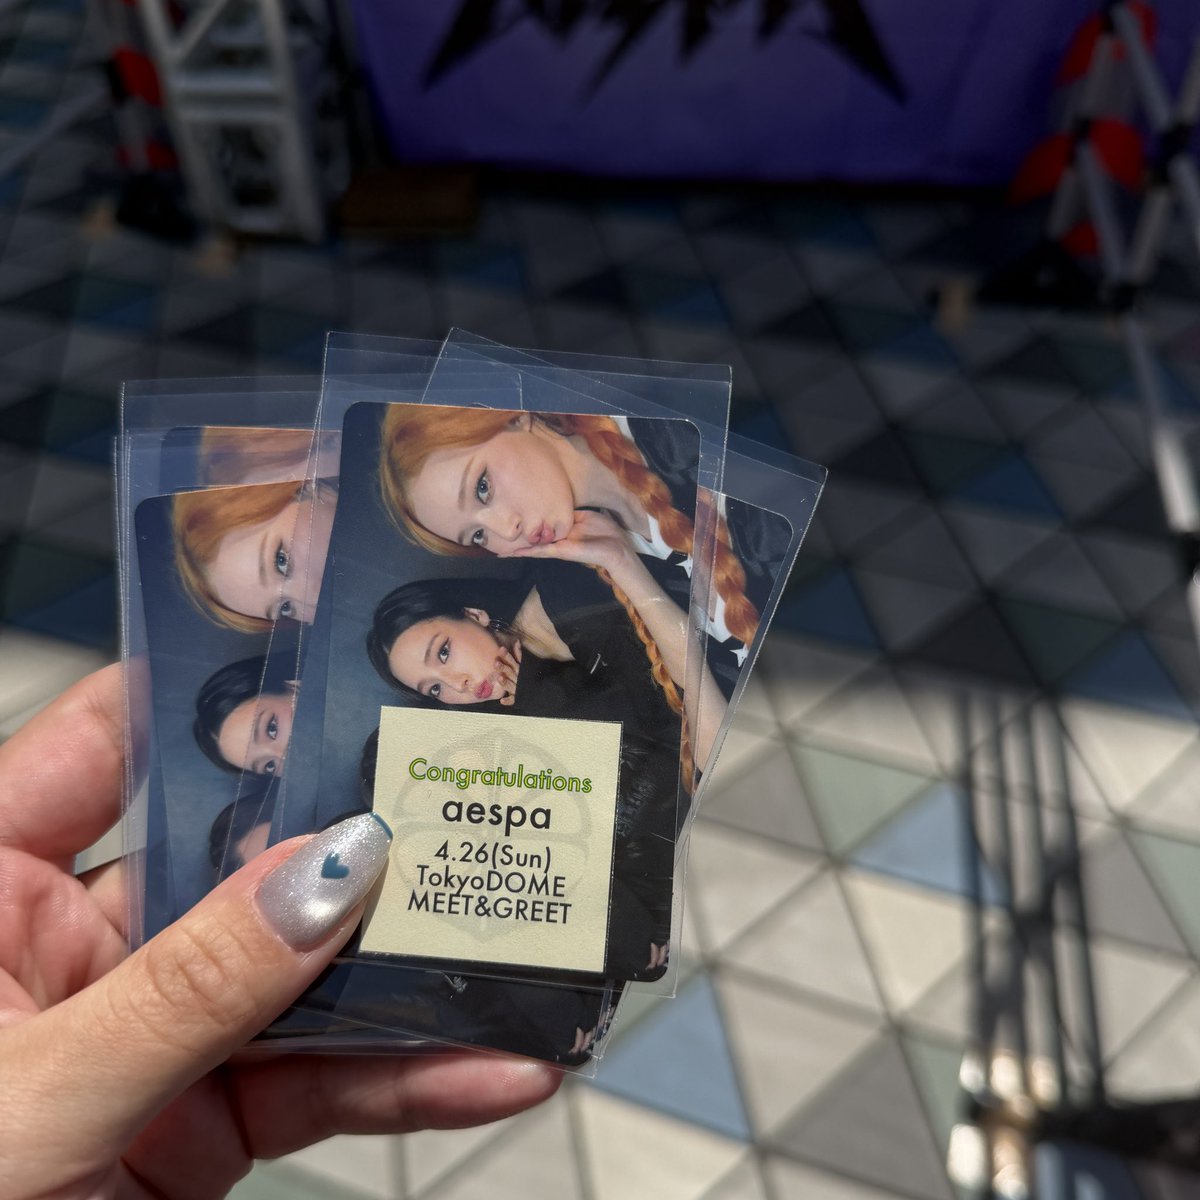 Congratulations
aespa
4.26(Sun)
TokyoDOME
MEET&GREET